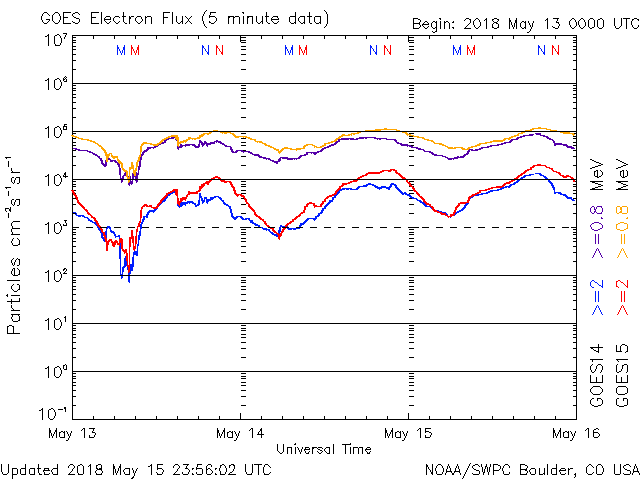 GOES Electron Flux (5 minute data)
Begin: 2018 May 13 0000 UTC
M M N N M M N N M M N N
10⁷
10⁶
10⁵
10⁴
10³
10²
10¹
10⁰
10⁻¹
Particles cm⁻²s⁻¹sr⁻¹
May 13 May 14 May 15 May 16
Universal Time
GOES14 >=2 >=0.8 MeV
GOES15 >=2 >=0.8 MeV
Updated 2018 May 15 23:56:02 UTC
NOAA/SWPC Boulder, CO USA